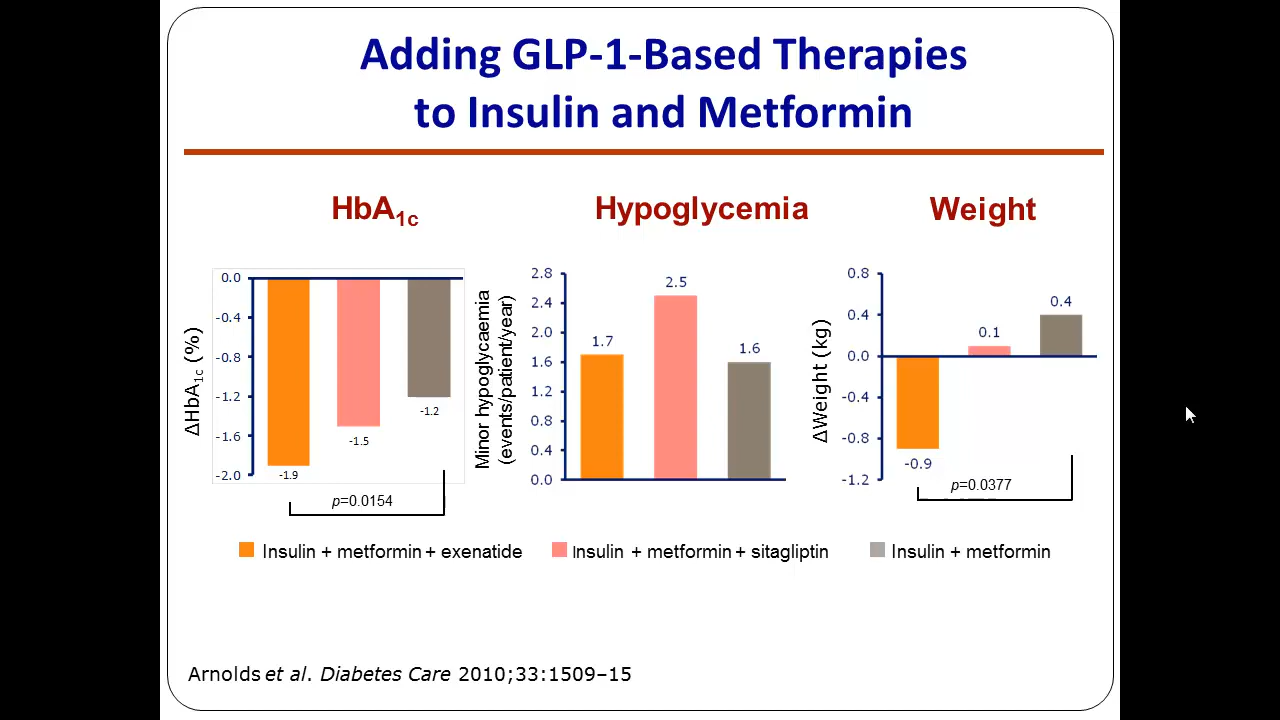 Adding GLP-1-Based Therapies
to Insulin and Metformin
HbA1c
Hypoglycemia
Weight
ΔHbA1c (%)
0.0
-0.4
-0.8
-1.2
-1.6
-2.0
-1.9
-1.5
-1.2
p=0.0154
Minor hypoglycaemia
(events/patient/year)
2.8
2.4
2.0
1.6
1.2
0.8
0.4
0.0
1.7
2.5
1.6
ΔWeight (kg)
0.8
0.4
0.0
-0.4
-0.8
-1.2
-0.9
0.1
0.4
p=0.0377
Insulin + metformin + exenatide
Insulin + metformin + sitagliptin
Insulin + metformin
Arnolds et al. Diabetes Care 2010;33:1509–15